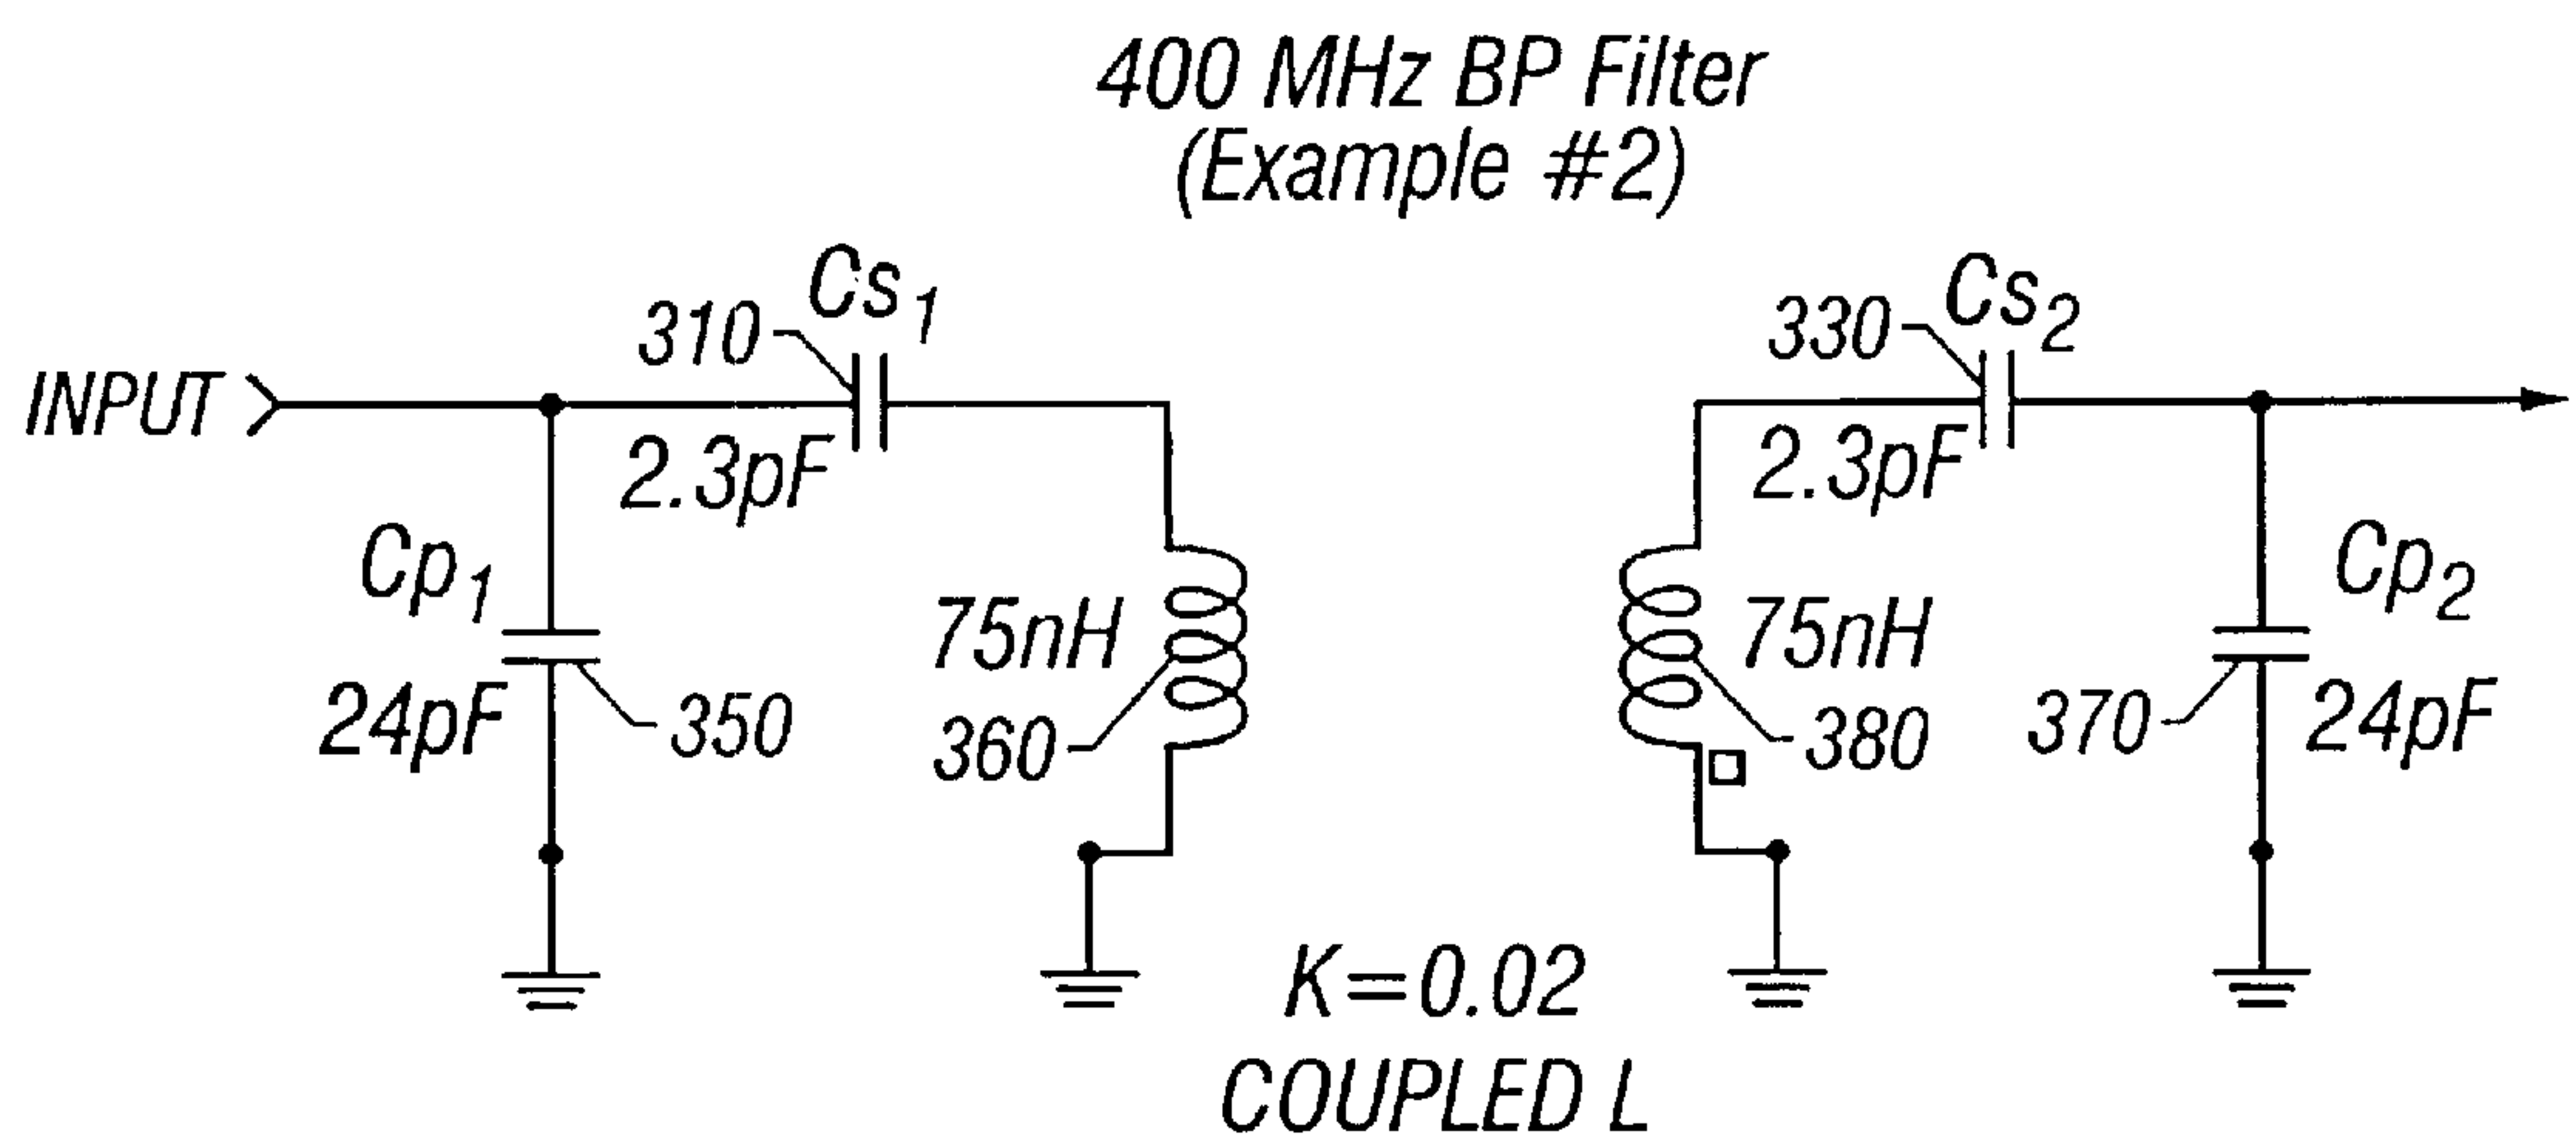 400 MHz BP Filter
(Example #2)
INPUT
310
Cs1
2.3pF
330
Cs2
2.3pF
Cp1
24pF
350
75nH
360
75nH
380
Cp2
24pF
370
K=0.02
COUPLED L